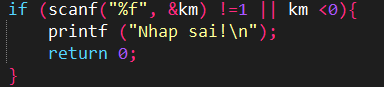 if (scanf("%f", &km) !=1 || km <0){
    printf ("Nhap sai!\n");
    return 0;
}